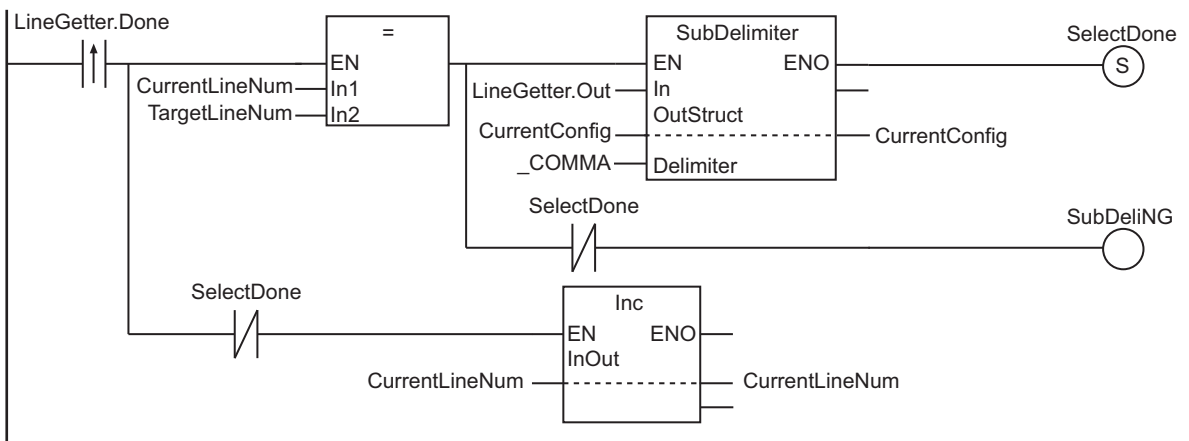 LineGetter.Done
=
EN
CurrentLineNum
In1
TargetLineNum
In2
SubDelimiter
EN
ENO
LineGetter.Out
In
OutStruct
CurrentConfig
CurrentConfig
_COMMA
Delimiter
SelectDone
S
SelectDone
SubDeliNG
SelectDone
Inc
EN
ENO
InOut
CurrentLineNum
CurrentLineNum